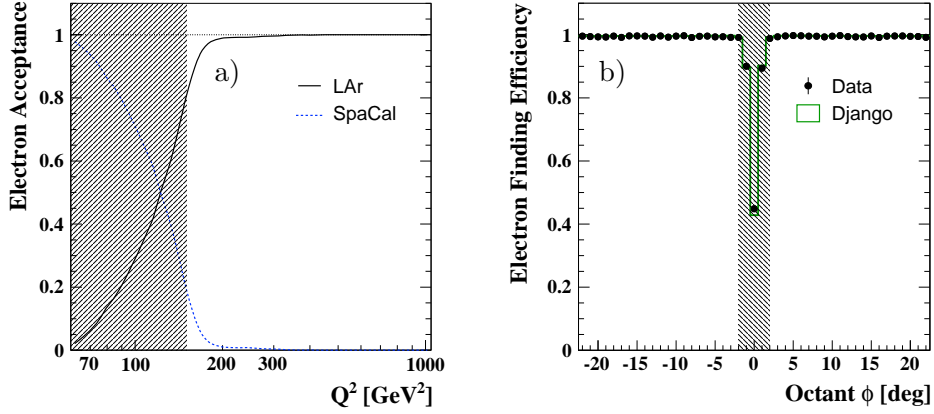 Electron Acceptance
1
0.8
0.6
0.4
0.2
0
a)
LAr
SpaCal
70 100 200 300 1000
Q² [GeV²]
Electron Finding Efficiency
1
0.8
0.6
0.4
0.2
0
b)
Data
Django
-20 -15 -10 -5 0 5 10 15 20
Octant ϕ [deg]